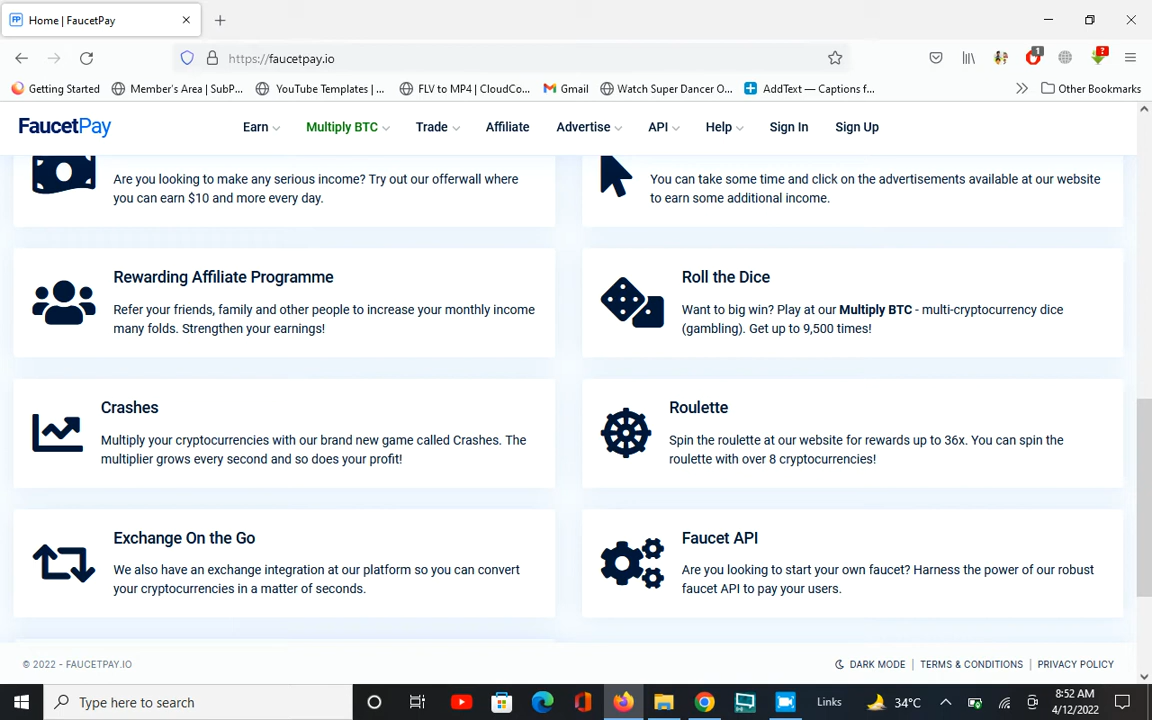 FP Home | FaucetPay
https://faucetpay.io
1
?
Getting Started
Member's Area | SubP...
YouTube Templates | ...
FLV to MP4 | CloudCo...
Gmail
Watch Super Dancer O...
AddText — Captions f...
Other Bookmarks
FaucetPay
Earn
Multiply BTC
Trade
Affiliate
Advertise
API
Help
Sign In
Sign Up
Are you looking to make any serious income? Try out our offerwall where
you can earn $10 and more every day.
You can take some time and click on the advertisements available at our website
to earn some additional income.
Rewarding Affiliate Programme
Refer your friends, family and other people to increase your monthly income
many folds. Strengthen your earnings!
Roll the Dice
Want to big win? Play at our Multiply BTC - multi-cryptocurrency dice
(gambling). Get up to 9,500 times!
Crashes
Multiply your cryptocurrencies with our brand new game called Crashes. The
multiplier grows every second and so does your profit!
Roulette
Spin the roulette at our website for rewards up to 36x. You can spin the
roulette with over 8 cryptocurrencies!
Exchange On the Go
We also have an exchange integration at our platform so you can convert
your cryptocurrencies in a matter of seconds.
Faucet API
Are you looking to start your own faucet? Harness the power of our robust
faucet API to pay your users.
© 2022 - FAUCETPAY.IO
DARK MODE | TERMS & CONDITIONS | PRIVACY POLICY
Type here to search
Links
34°C
8:52 AM
4/12/2022